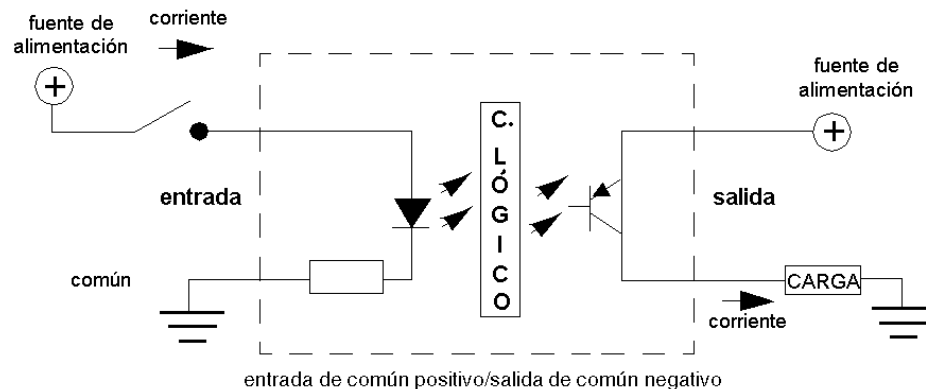 fuente de
alimentación
corriente
+
entrada
común
C. LÓGICO
fuente de
alimentación
+
salida
CARGA
corriente
entrada de común positivo/salida de común negativo